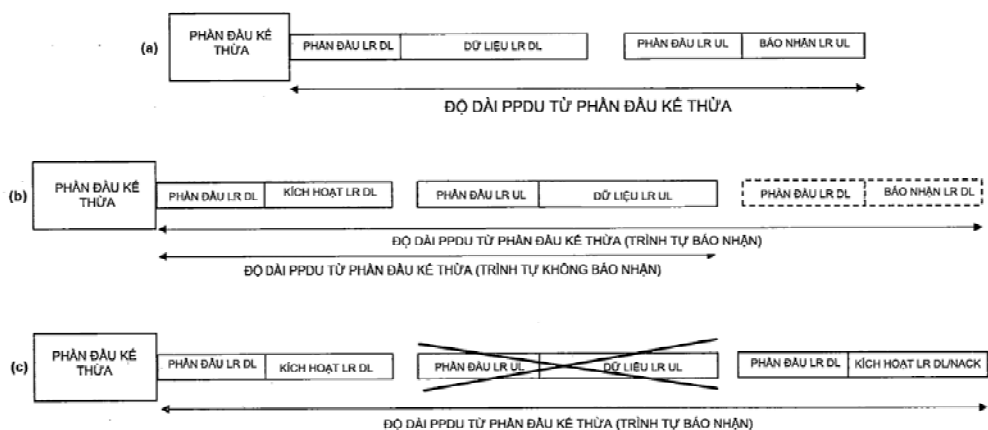 (a)
PHẦN ĐẦU KẾ
THỪA
PHẦN ĐẦU LR DL
DỮ LIỆU LR DL
PHẦN ĐẦU LR UL
BÁO NHẬN LR UL
ĐỘ DÀI PPDU TỪ PHẦN ĐẦU KẾ THỪA
(b)
PHẦN ĐẦU KẾ
THỪA
PHẦN ĐẦU LR DL
KÍCH HOẠT LR DL
PHẦN ĐẦU LR UL
DỮ LIỆU LR UL
PHẦN ĐẦU LR DL
BÁO NHẬN LR DL
ĐỘ DÀI PPDU TỪ PHẦN ĐẦU KẾ THỪA (TRÌNH TỰ BÁO NHẬN)
ĐỘ DÀI PPDU TỪ PHẦN ĐẦU KẾ THỪA (TRÌNH TỰ KHÔNG BÁO NHẬN)
(c)
PHẦN ĐẦU KẾ
THỪA
PHẦN ĐẦU LR DL
KÍCH HOẠT LR DL
PHẦN ĐẦU LR UL
DỮ LIỆU LR UL
PHẦN ĐẦU LR DL
KÍCH HOẠT LR DL/NACK
ĐỘ DÀI PPDU TỪ PHẦN ĐẦU KẾ THỪA (TRÌNH TỰ BÁO NHẬN)